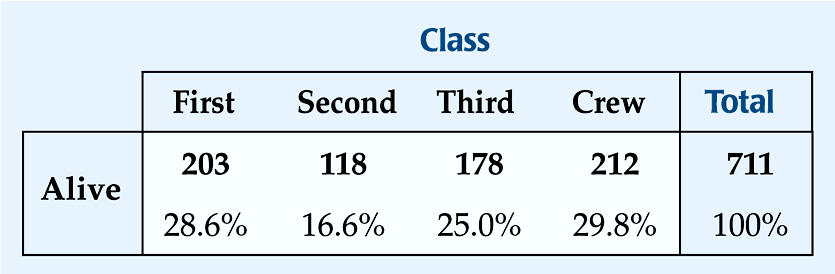 Class
First Second Third Crew Total
Alive 203 118 178 212 711
28.6% 16.6% 25.0% 29.8% 100%